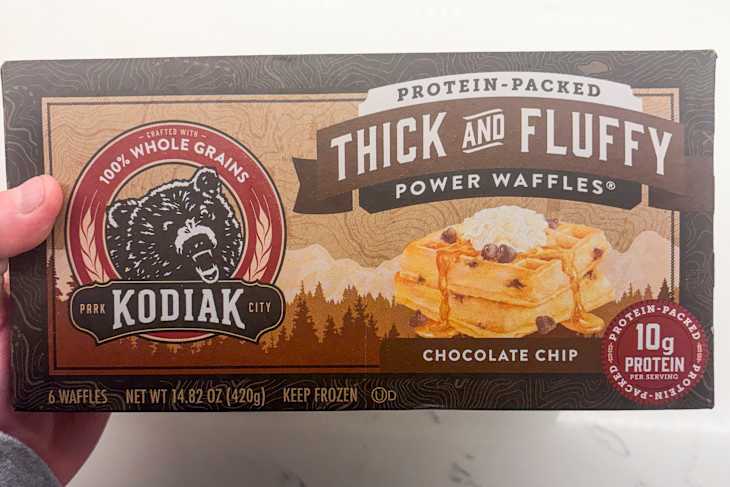 PROTEIN-PACKED
THICK AND FLUFFY
POWER WAFFLES®
CRAFTED WITH
100% WHOLE GRAINS
PARK KODIAK CITY
CHOCOLATE CHIP
PROTEIN-PACKED
10g
PROTEIN
PER SERVING
PROTEIN-PACKED
6 WAFFLES NET WT 14.82 OZ (420g) KEEP FROZEN UD